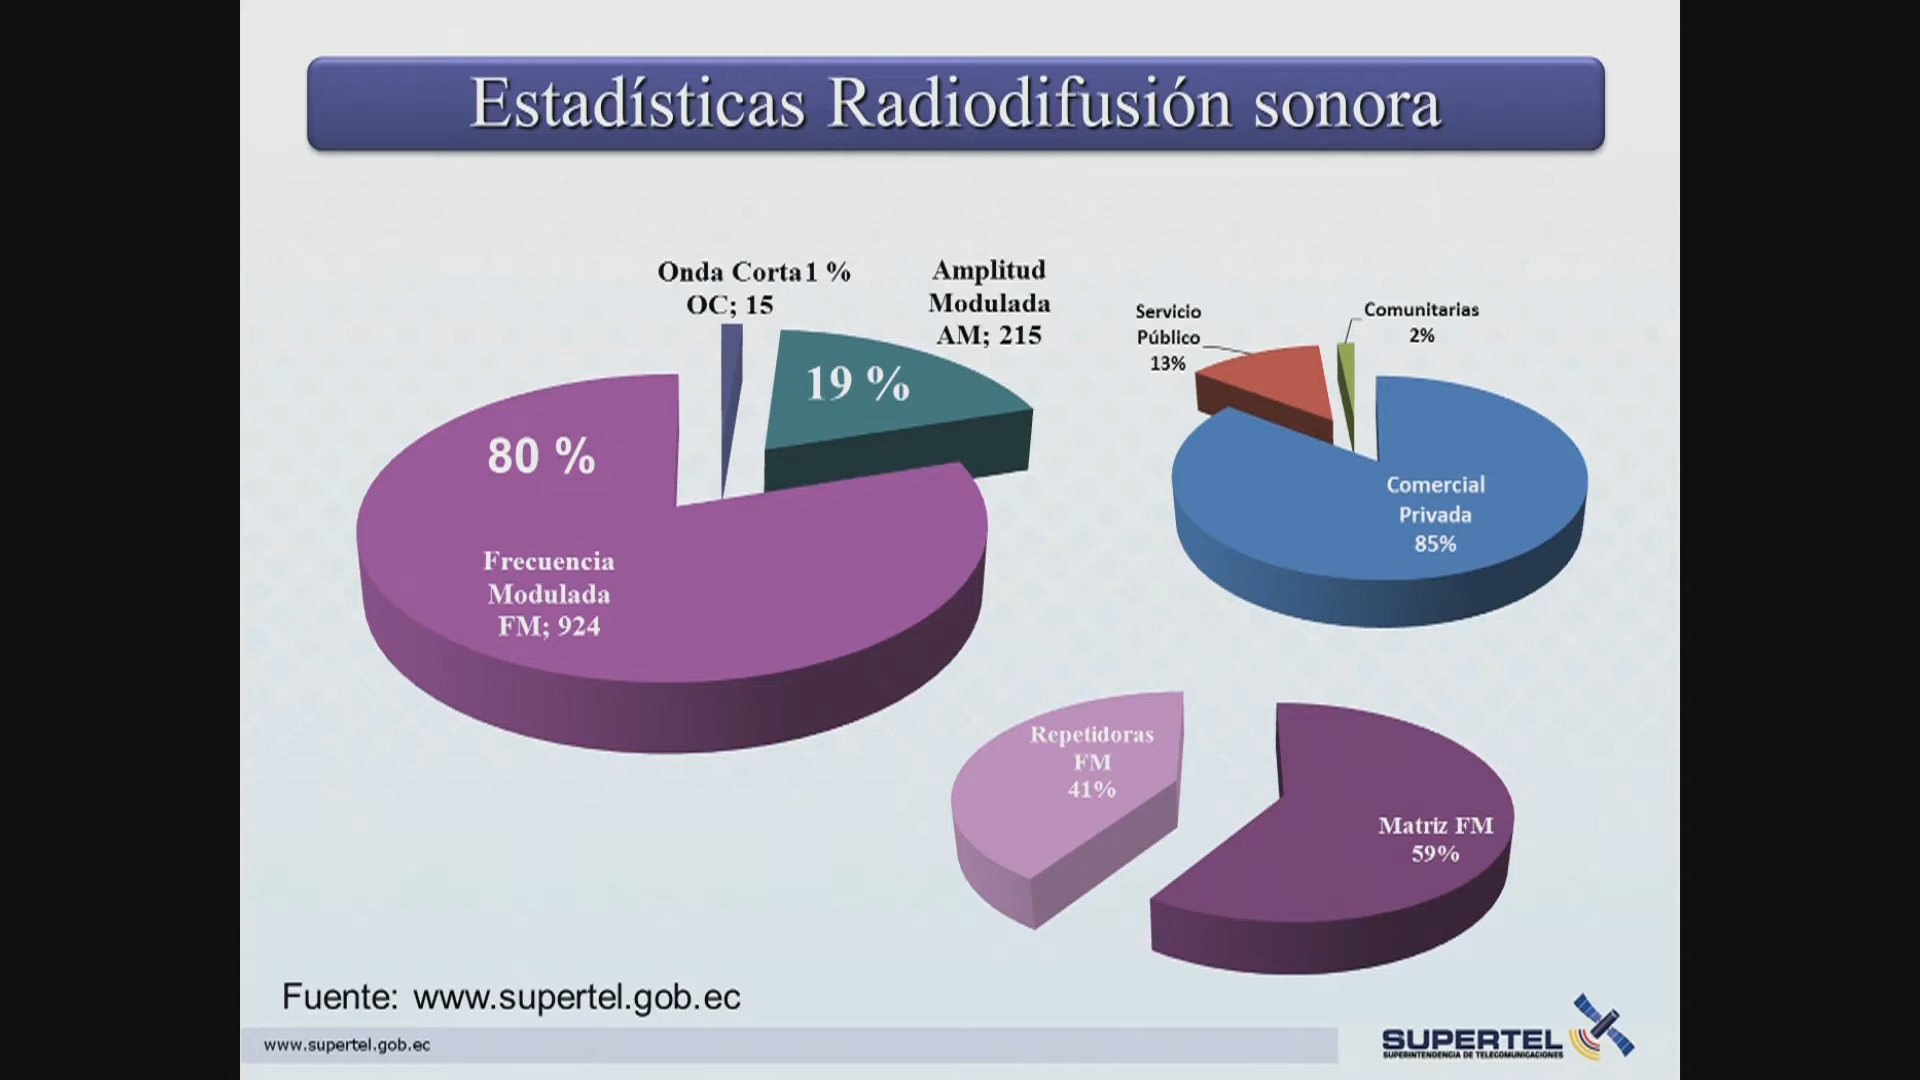 Estadísticas Radiodifusión sonora
Onda Corta1 %
OC; 15
Amplitud
Modulada
AM; 215
19 %
80 %
Frecuencia
Modulada
FM; 924
Servicio
Público
13%
Comunitarias
2%
Comercial
Privada
85%
Repetidoras
FM
41%
Matriz FM
59%
Fuente: www.supertel.gob.ec
www.supertel.gob.ec
SUPERTEL
SUPERINTENDENCIA DE TELECOMUNICACIONES